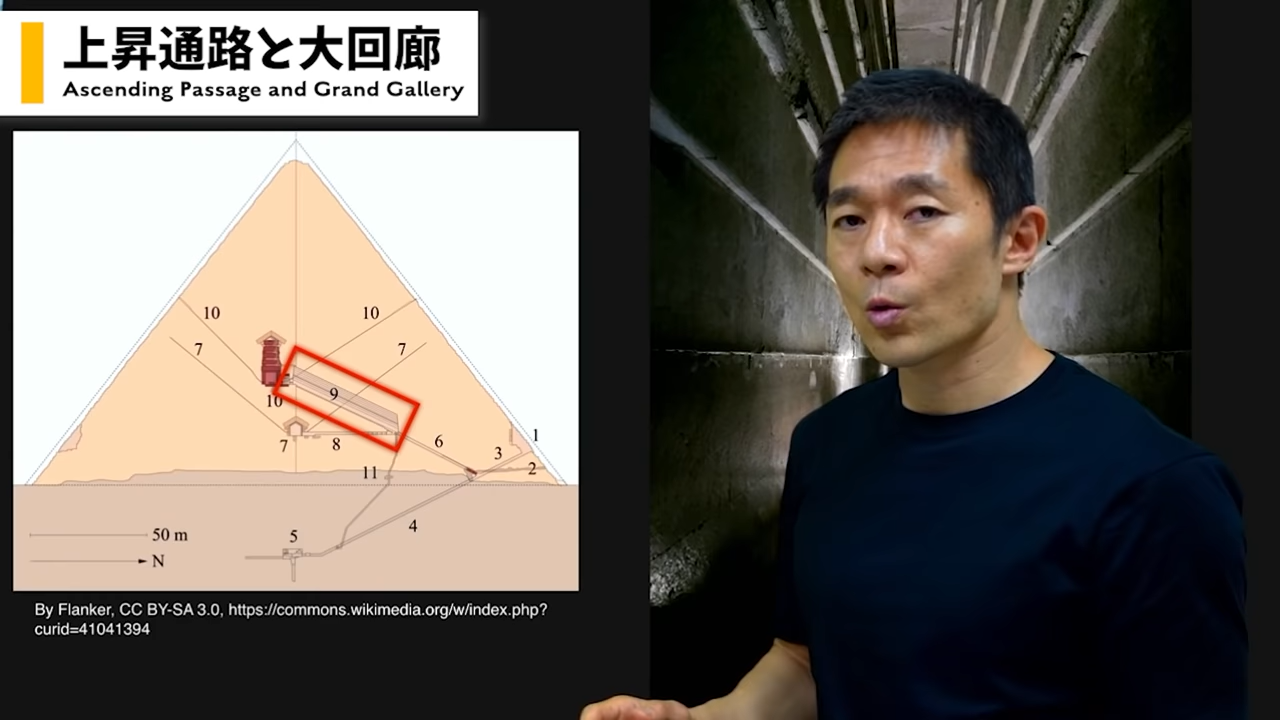 上昇通路と大回廊
Ascending Passage and Grand Gallery
10
10
7
7
9
10
7
8
6
3
1
2
11
4
5
50 m
N
By Flanker, CC BY-SA 3.0, https://commons.wikimedia.org/w/index.php?
curid=41041394